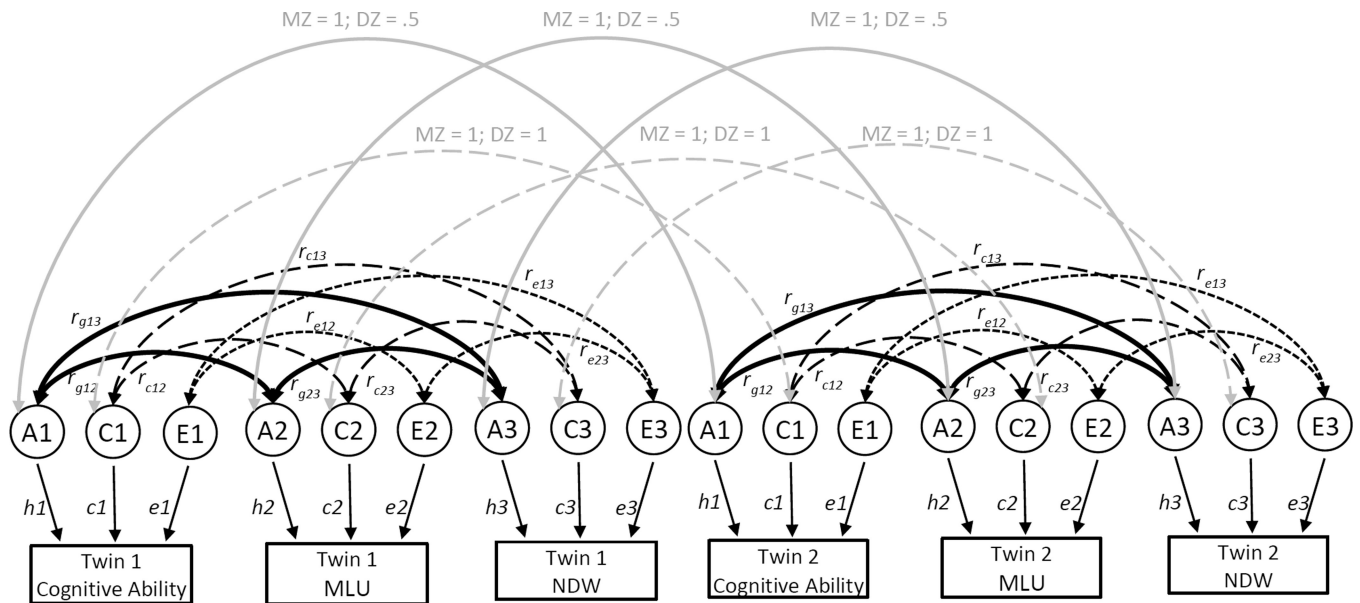 MZ = 1; DZ = .5
MZ = 1; DZ = .5
MZ = 1; DZ = .5
MZ = 1; DZ = 1
MZ = 1; DZ = 1
MZ = 1; DZ = 1
rc13
re13
rg13
re12
re23
rg12
rc12
rg23
rc23
rc13
re13
rg13
re12
re23
rg12
rc12
rg23
rc23
A1 C1 E1 A2 C2 E2 A3 C3 E3 A1 C1 E1 A2 C2 E2 A3 C3 E3
h1 c1 e1 h2 c2 e2 h3 c3 e3 h1 c1 e1 h2 c2 e2 h3 c3 e3
Twin 1
Cognitive Ability
Twin 1
MLU
Twin 1
NDW
Twin 2
Cognitive Ability
Twin 2
MLU
Twin 2
NDW